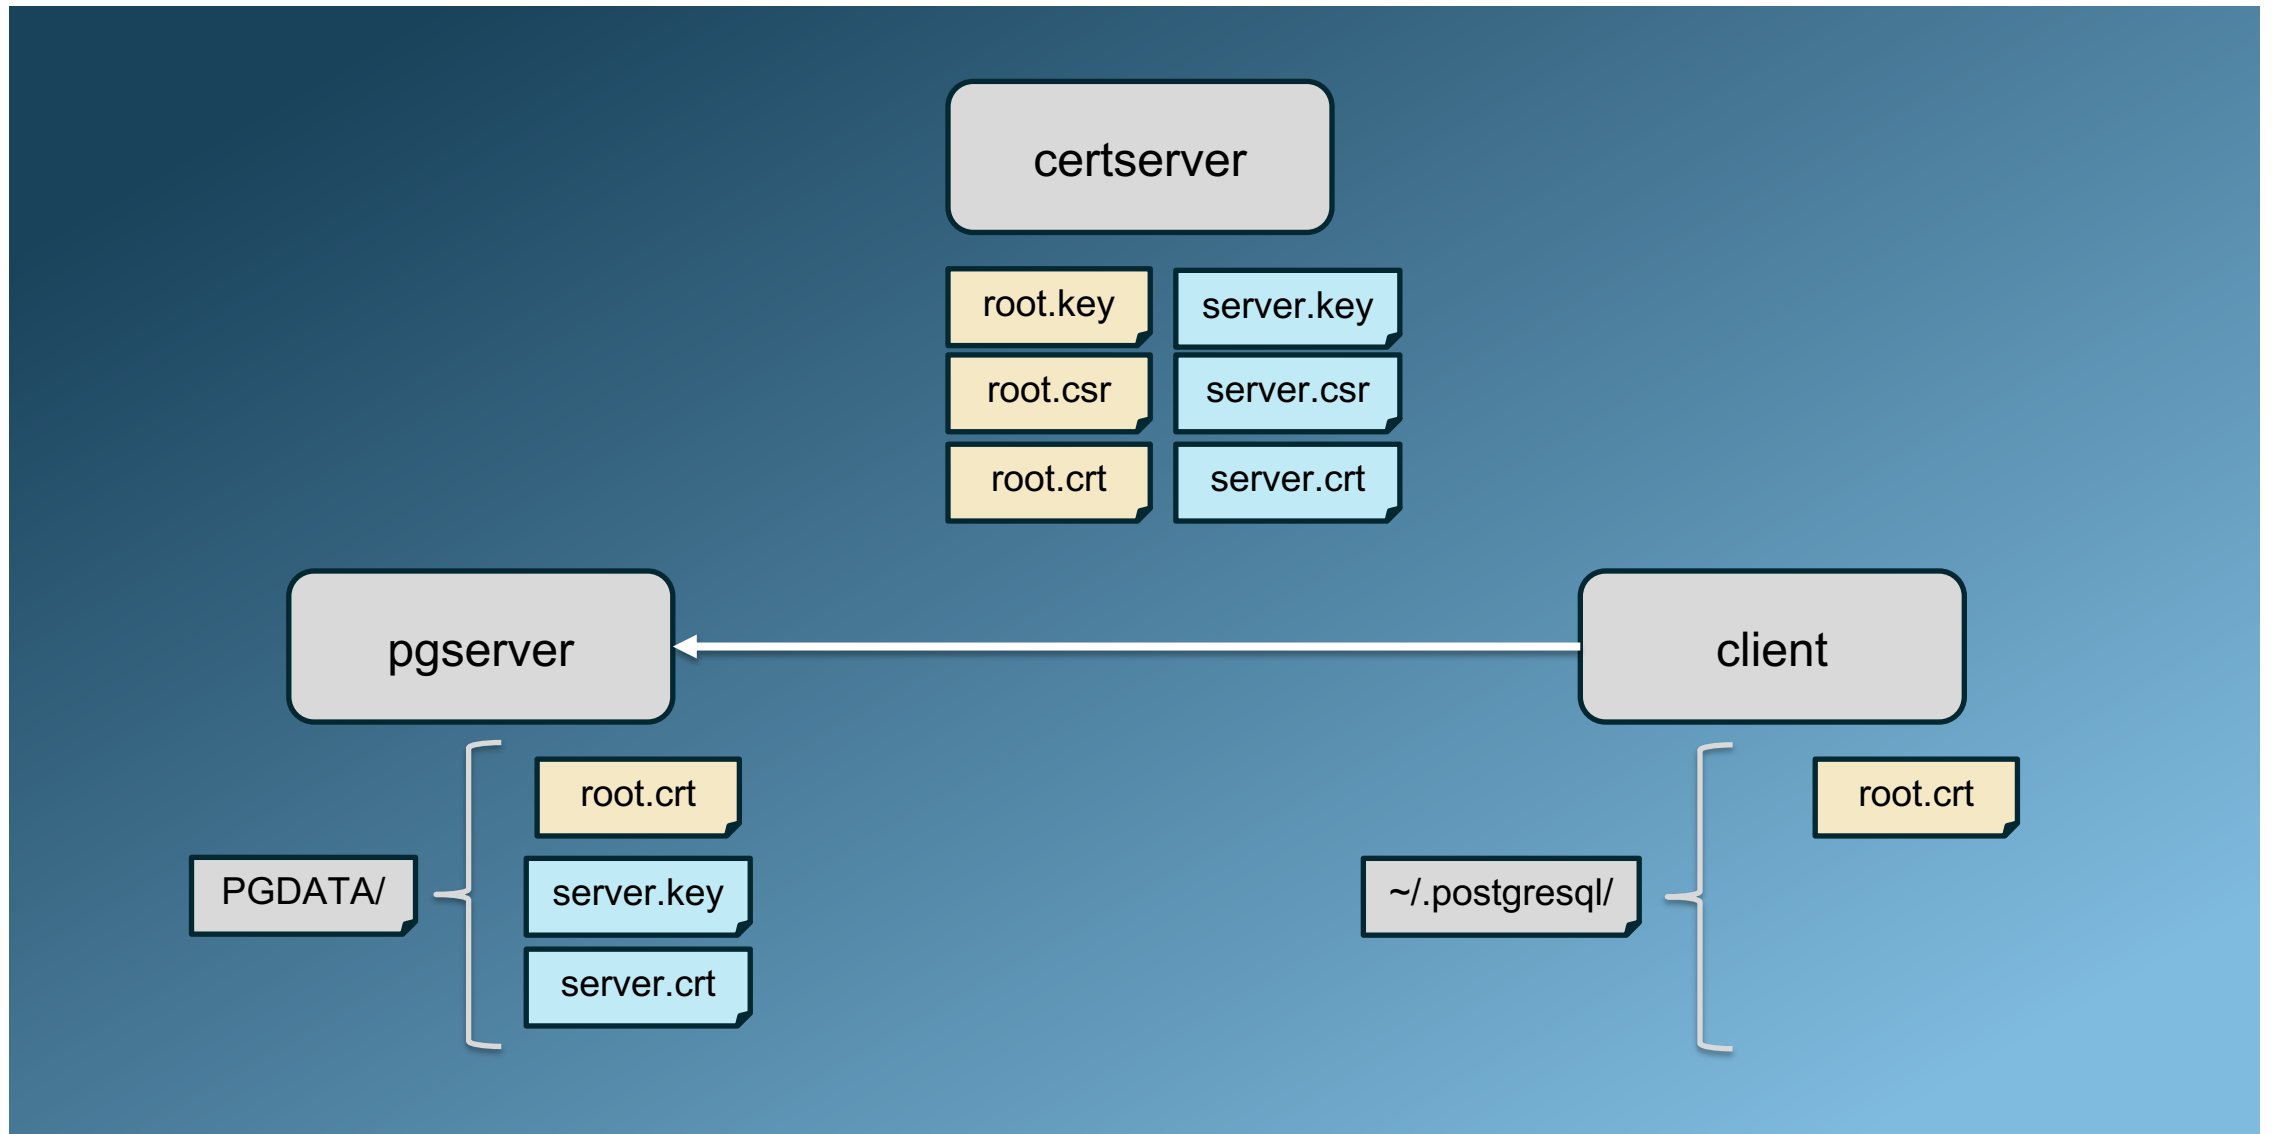 certserver
root.key
server.key
root.csr
server.csr
root.crt
server.crt
pgserver
client
root.crt
root.crt
PGDATA/
server.key
~/.postgresql/
server.crt